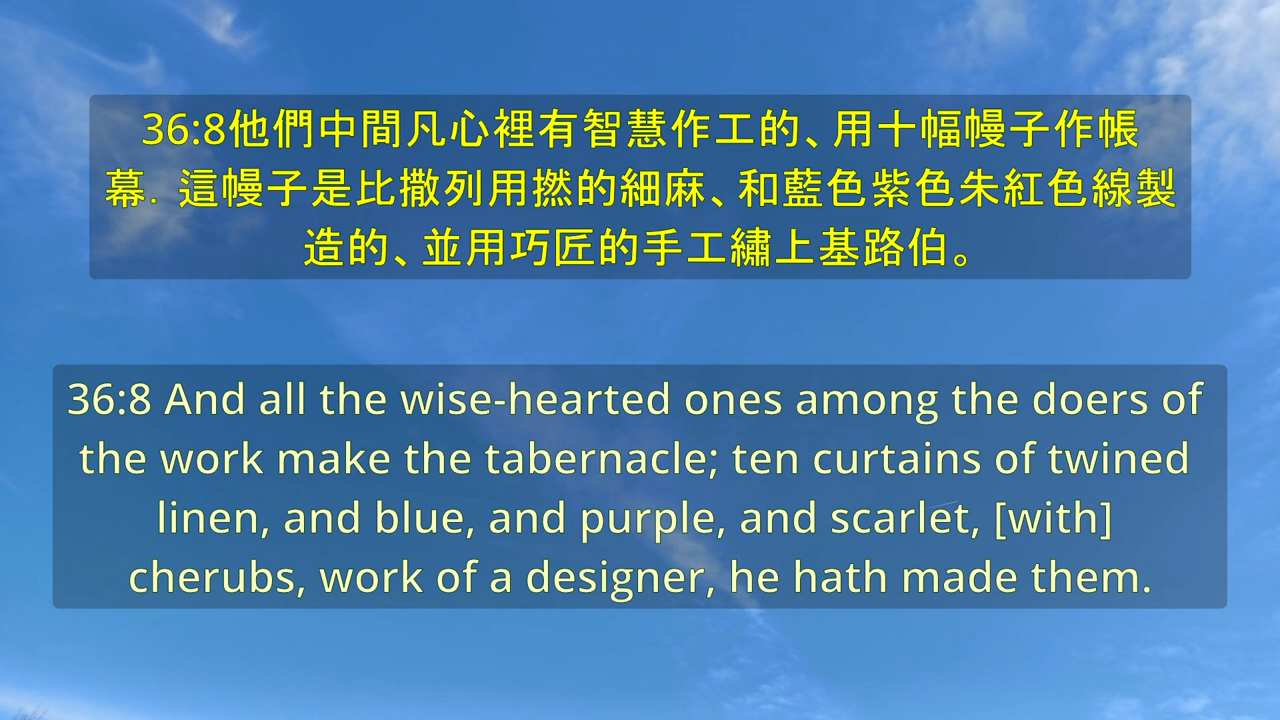 36:8他們中間凡心裡有智慧作工的、用十幅幔子作帳
幕．這幔子是比撒列用撚的細麻、和藍色紫色朱紅色線製
造的、並用巧匠的手工繡上基路伯。
36:8 And all the wise-hearted ones among the doers of
the work make the tabernacle; ten curtains of twined
linen, and blue, and purple, and scarlet, [with]
cherubs, work of a designer, he hath made them.